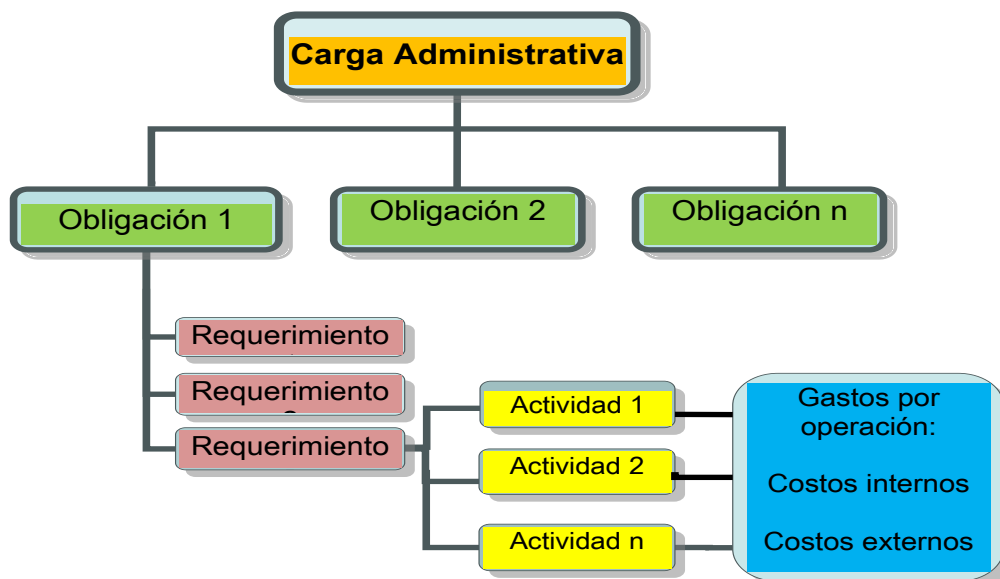 Carga Administrativa
Obligación 1
Obligación 2
Obligación n
Requerimiento
Requerimiento
Requerimiento
Actividad 1
Actividad 2
Actividad n
Gastos por
operación:
Costos internos
Costos externos